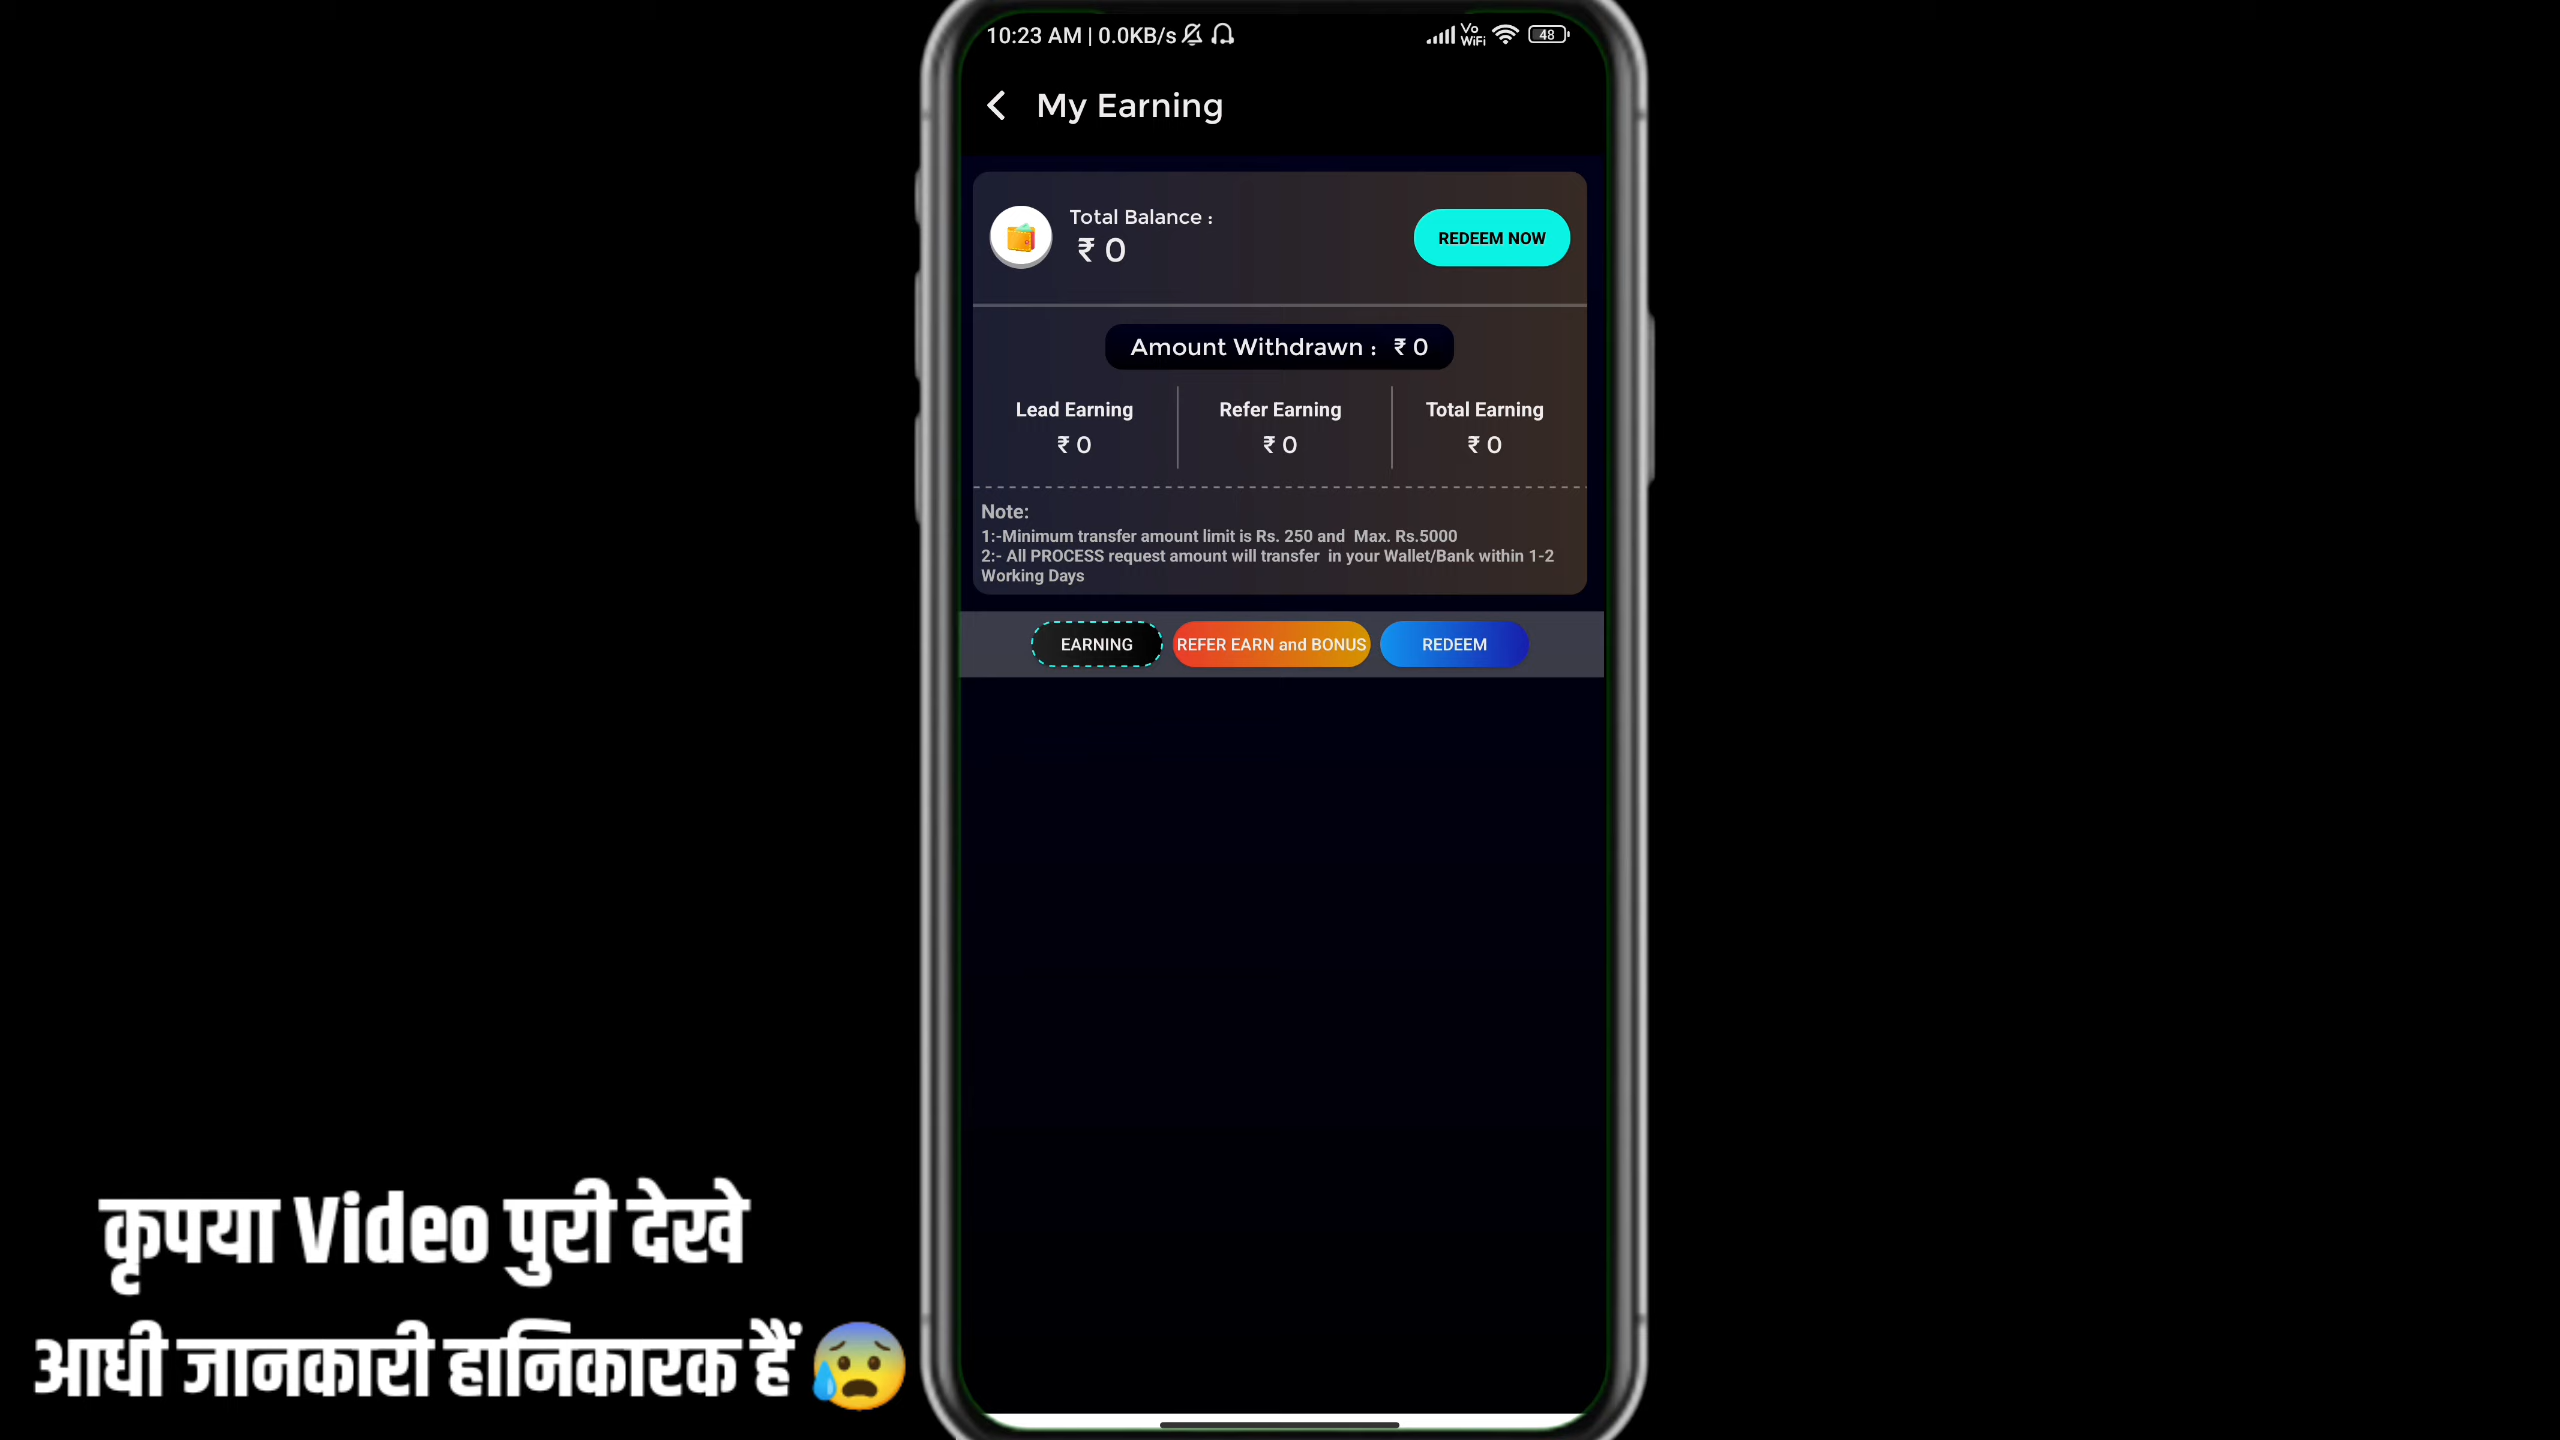 10:23 AM | 0.0KB/s
Vo WiFi
48
My Earning
Total Balance :
₹ 0
REDEEM NOW
Amount Withdrawn : ₹ 0
Lead Earning
₹ 0
Refer Earning
₹ 0
Total Earning
₹ 0
Note:
1:-Minimum transfer amount limit is Rs. 250 and Max. Rs.5000
2:- All PROCESS request amount will transfer in your Wallet/Bank within 1-2
Working Days
EARNING
REFER EARN and BONUS
REDEEM
कृपया Video पुरी देखे
आधी जानकारी हानिकारक हैं 😰